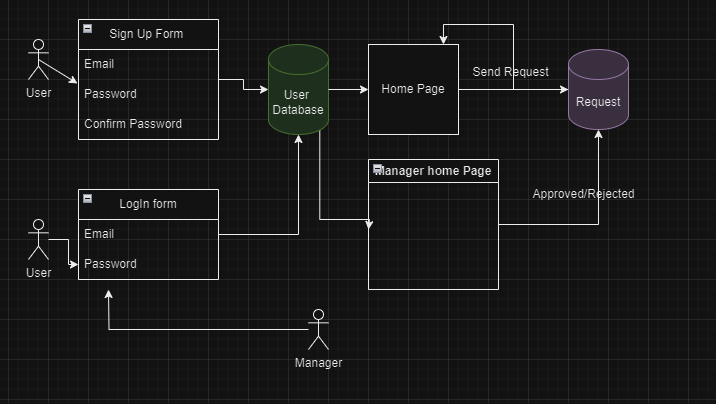 Sign Up Form
Email
Password
Confirm Password
User
User
Database
Home Page
Send Request
Request
Manager home Page
Approved/Rejected
LogIn form
Email
Password
User
Manager